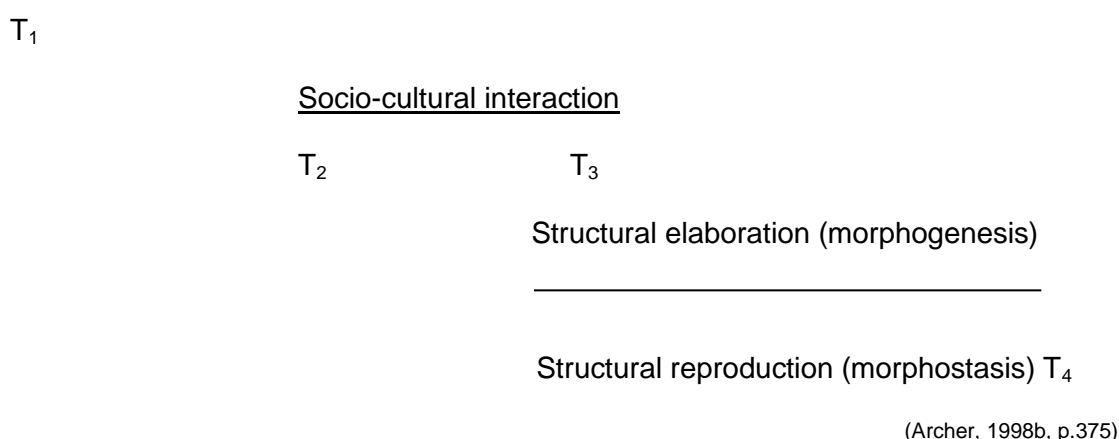 T₁
Socio-cultural interaction
T₂ T₃
Structural elaboration (morphogenesis)
Structural reproduction (morphostasis) T₄
(Archer, 1998b, p.375)